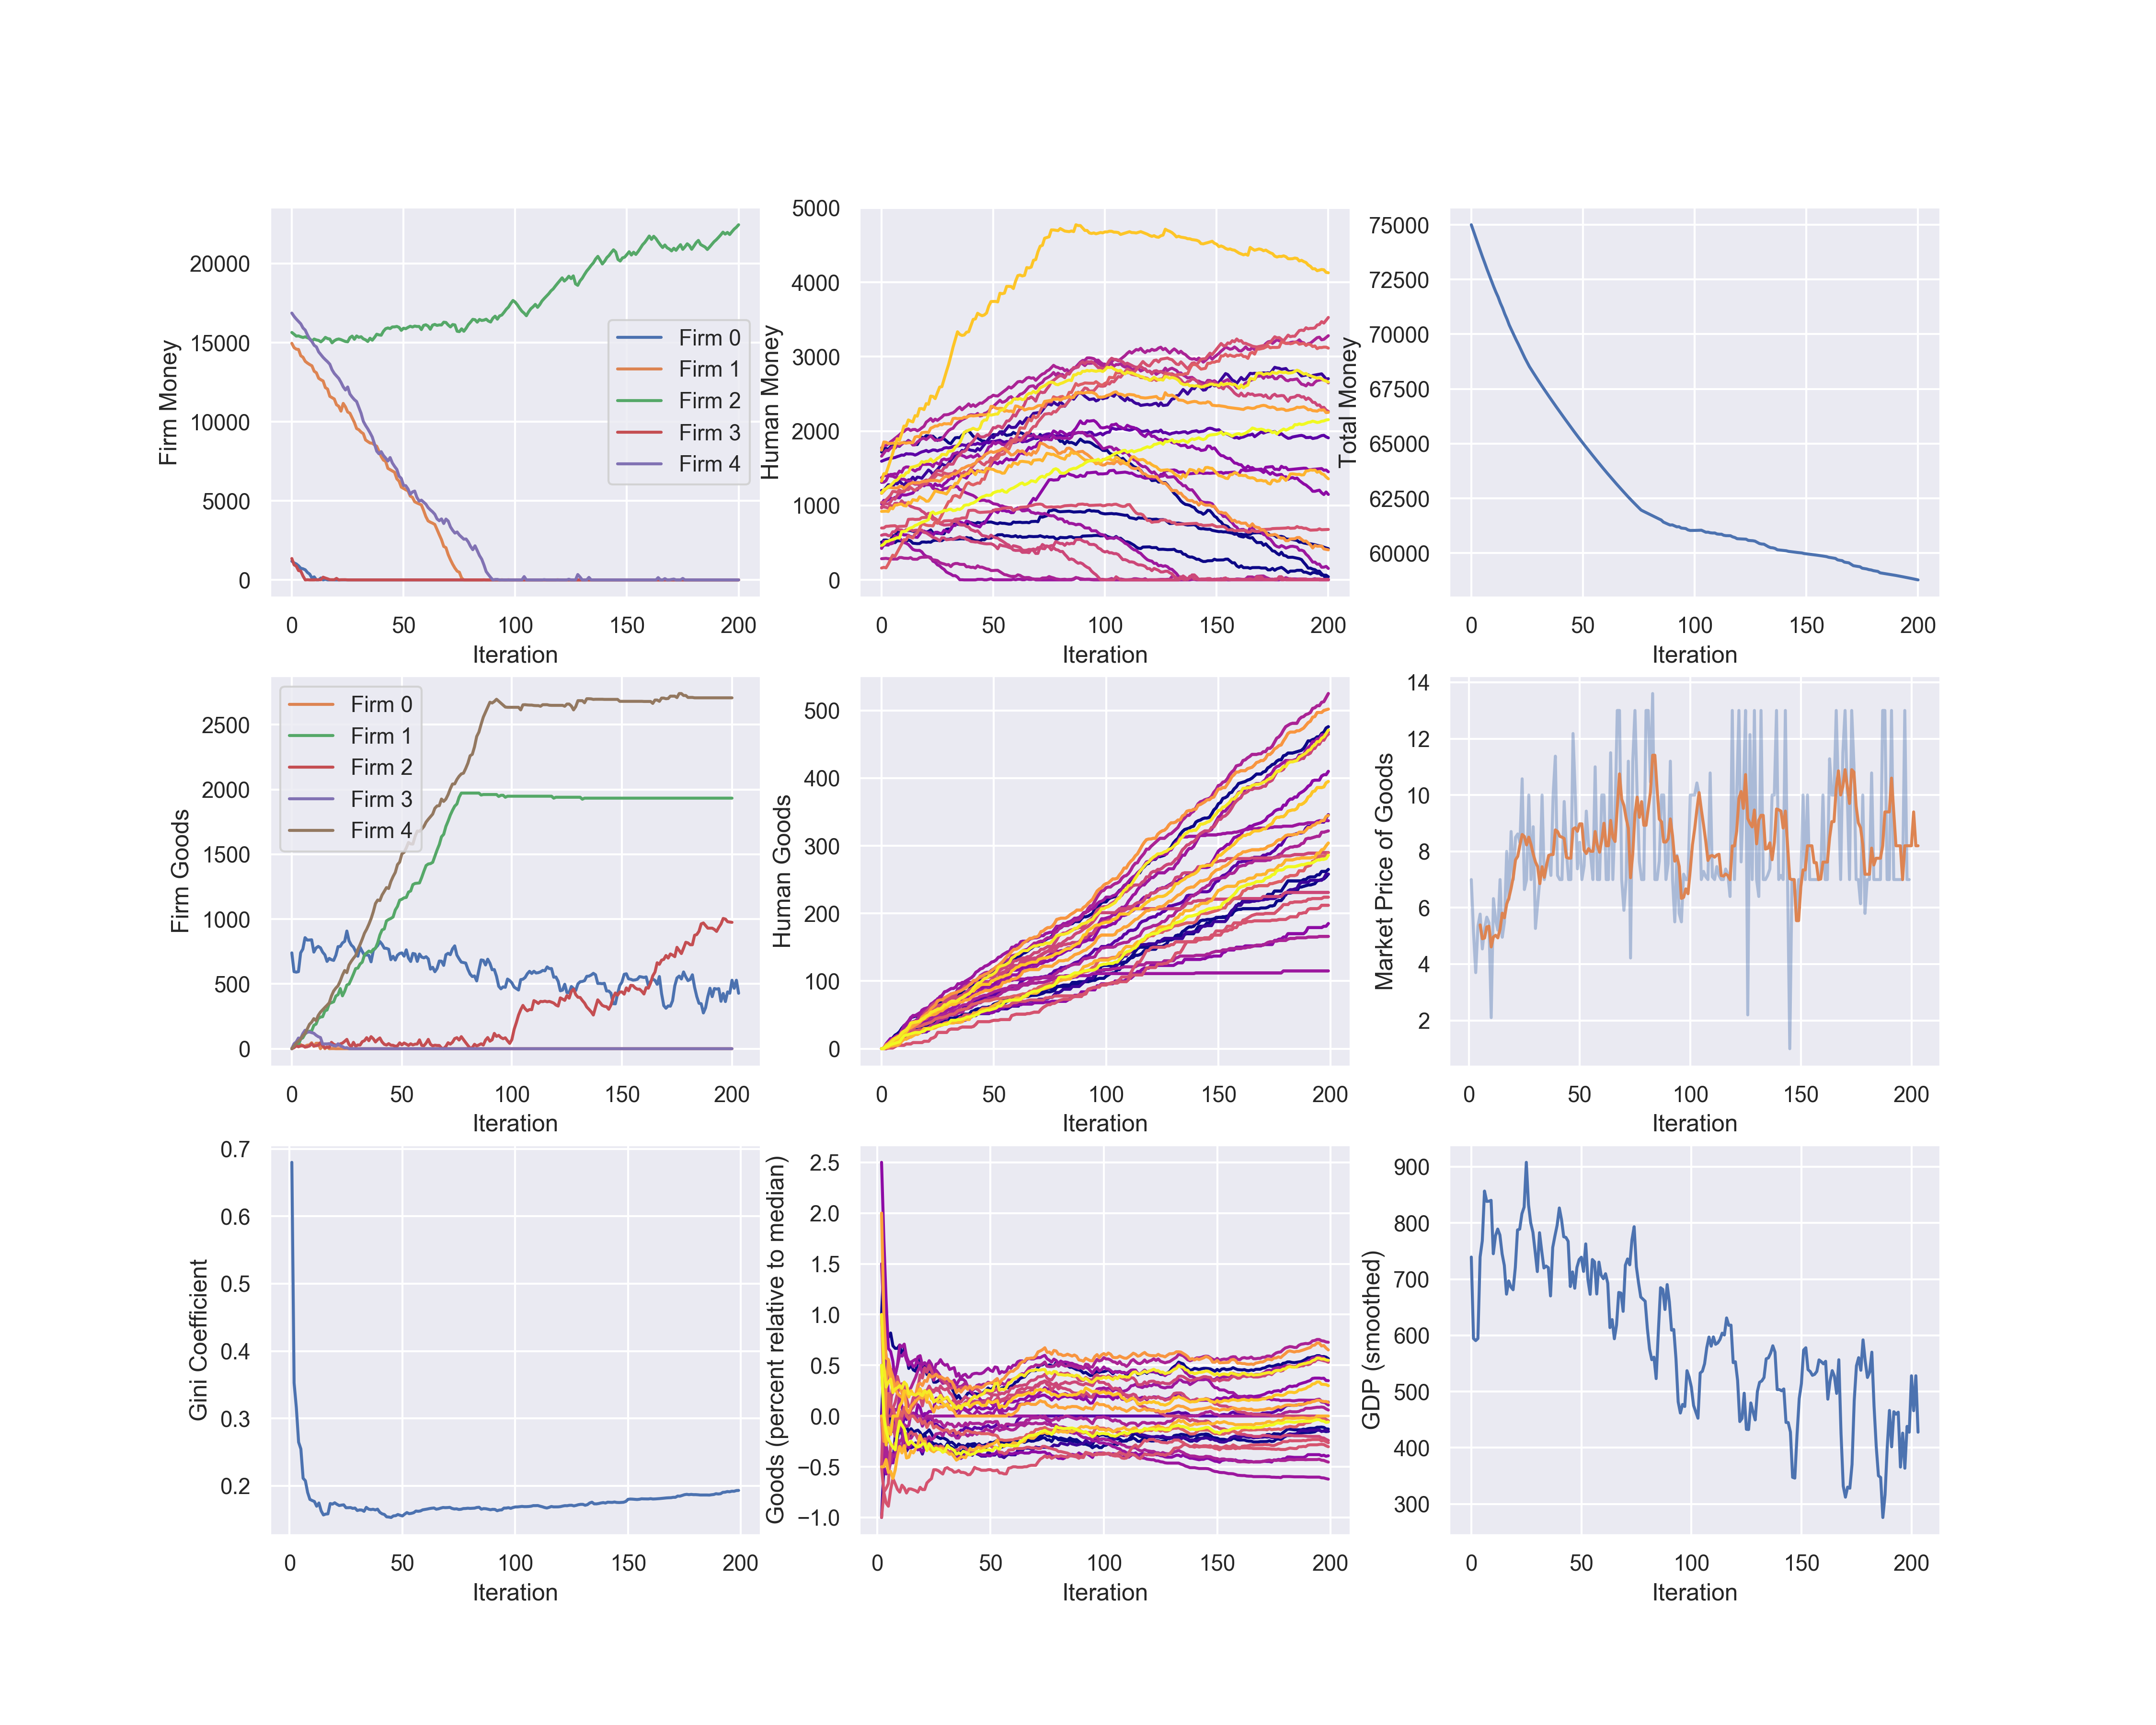 Firm Money
20000
15000
10000
5000
0
Firm 0
Firm 1
Firm 2
Firm 3
Firm 4
0 50 100 150 200
Iteration
Human Money
5000
4000
3000
2000
1000
0
0 50 100 150 200
Iteration
Total Money
75000
72500
70000
67500
65000
62500
60000
0 50 100 150 200
Iteration
Firm Goods
2500
2000
1500
1000
500
0
Firm 0
Firm 1
Firm 2
Firm 3
Firm 4
0 50 100 150 200
Iteration
Human Goods
500
400
300
200
100
0
0 50 100 150 200
Iteration
Market Price of Goods
14
12
10
8
6
4
2
0 50 100 150 200
Iteration
Gini Coefficient
0.7
0.6
0.5
0.4
0.3
0.2
0 50 100 150 200
Iteration
Goods (percent relative to median)
2.5
2.0
1.5
1.0
0.5
0.0
−0.5
−1.0
0 50 100 150 200
Iteration
GDP (smoothed)
900
800
700
600
500
400
300
0 50 100 150 200
Iteration